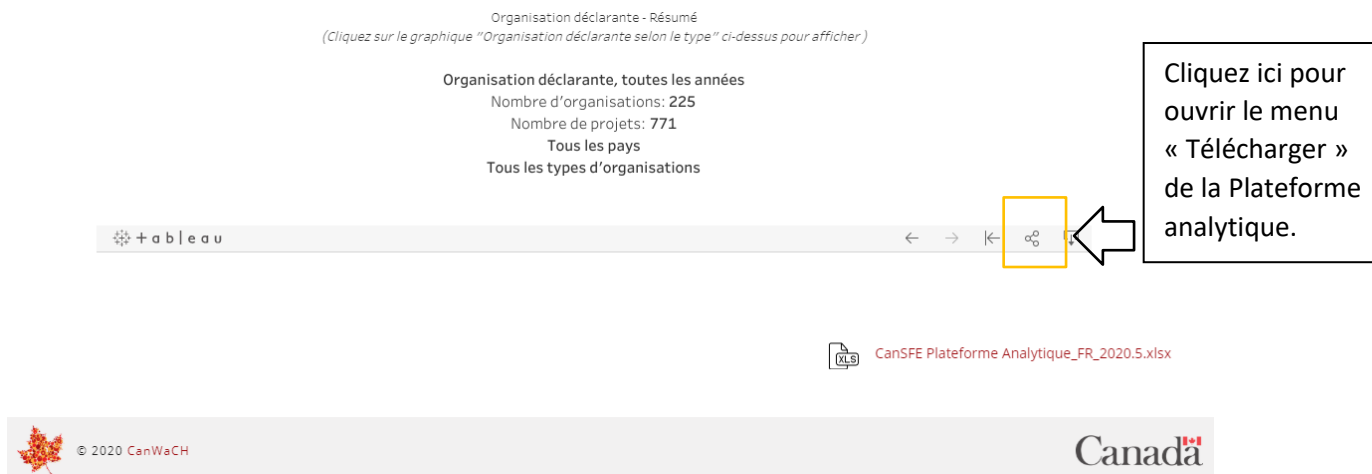 Organisation déclarante - Résumé
(Cliquez sur le graphique "Organisation déclarante selon le type" ci-dessus pour afficher )
Organisation déclarante, toutes les années
Nombre d'organisations: 225
Nombre de projets: 771
Tous les pays
Tous les types d'organisations
Cliquez ici pour
ouvrir le menu
« Télécharger »
de la Plateforme
analytique.
+ableau
XLS
CanSFE Plateforme Analytique_FR_2020.5.xlsx
© 2020 CanWaCH
Canada